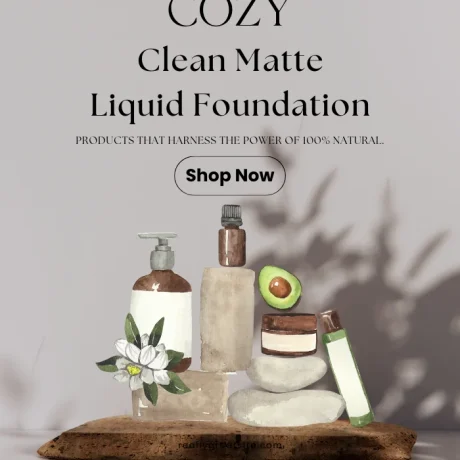 COZY
Clean Matte
Liquid Foundation
PRODUCTS THAT HARNESS THE POWER OF 100% NATURAL.
Shop Now